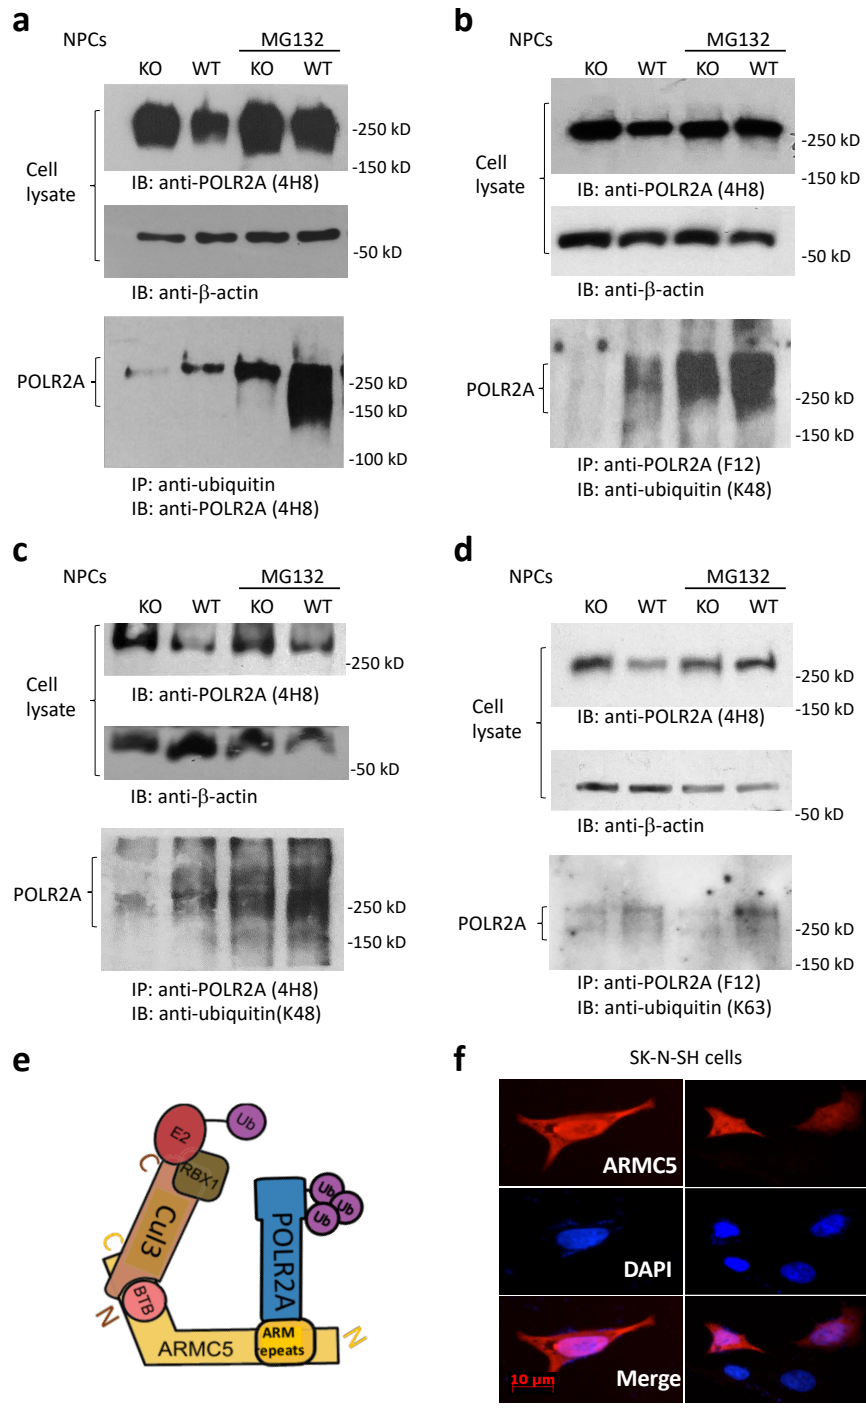 a
NPCs
MG132
KO WT KO WT
-250 kD
-150 kD
Cell
lysate
IB: anti-POLR2A (4H8)
-50 kD
IB: anti-β-actin
POLR2A
-250 kD
-150 kD
-100 kD
IP: anti-ubiquitin
IB: anti-POLR2A (4H8)
b
NPCs
MG132
KO WT KO WT
-250 kD
-150 kD
Cell
lysate
IB: anti-POLR2A (4H8)
-50 kD
IB: anti-β-actin
POLR2A
-250 kD
-150 kD
IP: anti-POLR2A (F12)
IB: anti-ubiquitin (K48)
c
NPCs
MG132
KO WT KO WT
-250 kD
Cell
lysate
IB: anti-POLR2A (4H8)
-50 kD
IB: anti-β-actin
POLR2A
-250 kD
-150 kD
IP: anti-POLR2A (4H8)
IB: anti-ubiquitin(K48)
d
NPCs
MG132
KO WT KO WT
-250 kD
-150 kD
Cell
lysate
IB: anti-POLR2A (4H8)
-50 kD
IB: anti-β-actin
POLR2A
-250 kD
-150 kD
IP: anti-POLR2A (F12)
IB: anti-ubiquitin (K63)
e
E2
Ub
RBX1
C
Cul3
C
N
BTB
ARMC5
POLR2A
Ub
Ub
Ub
ARM
repeats
N
f
SK-N-SH cells
ARMC5
DAPI
10 μm
Merge